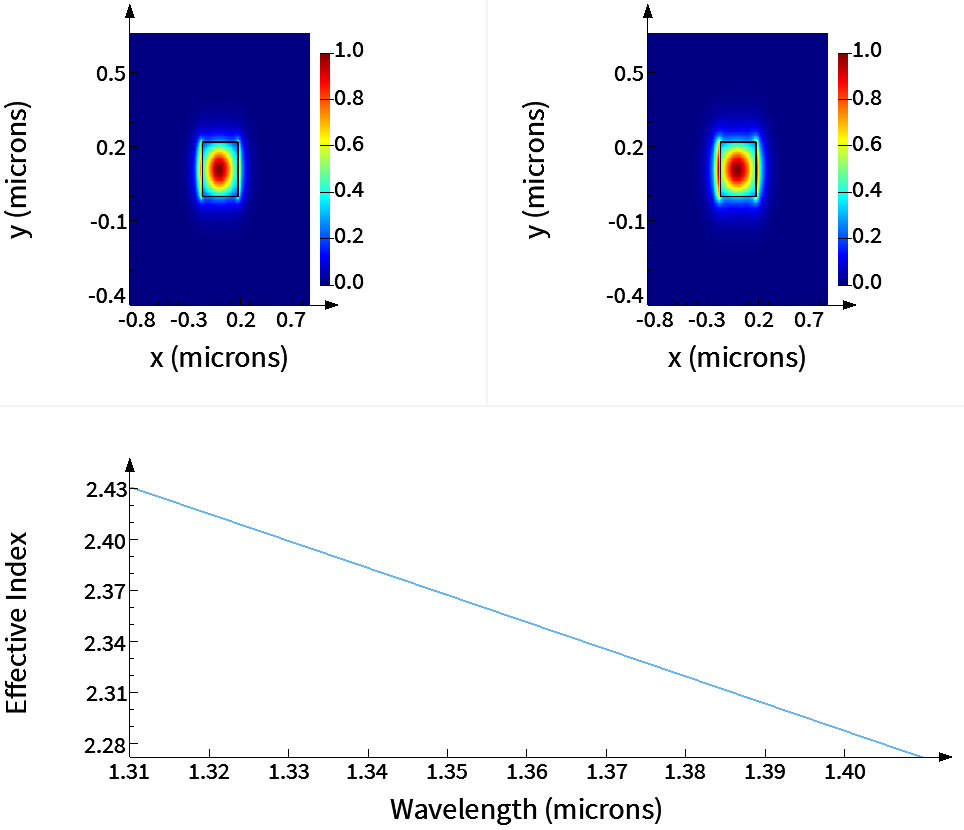 1.0
0.5
0.8
0.2
0.6
0.4
-0.1
0.2
-0.4
0.0
-0.8 -0.3 0.2 0.7
x (microns)
y (microns)
1.0
0.5
0.8
0.2
0.6
0.4
-0.1
0.2
-0.4
0.0
-0.8 -0.3 0.2 0.7
x (microns)
y (microns)
2.43
2.40
2.37
2.34
2.31
2.28
Effective Index
1.31 1.32 1.33 1.34 1.35 1.36 1.37 1.38 1.39 1.40
Wavelength (microns)